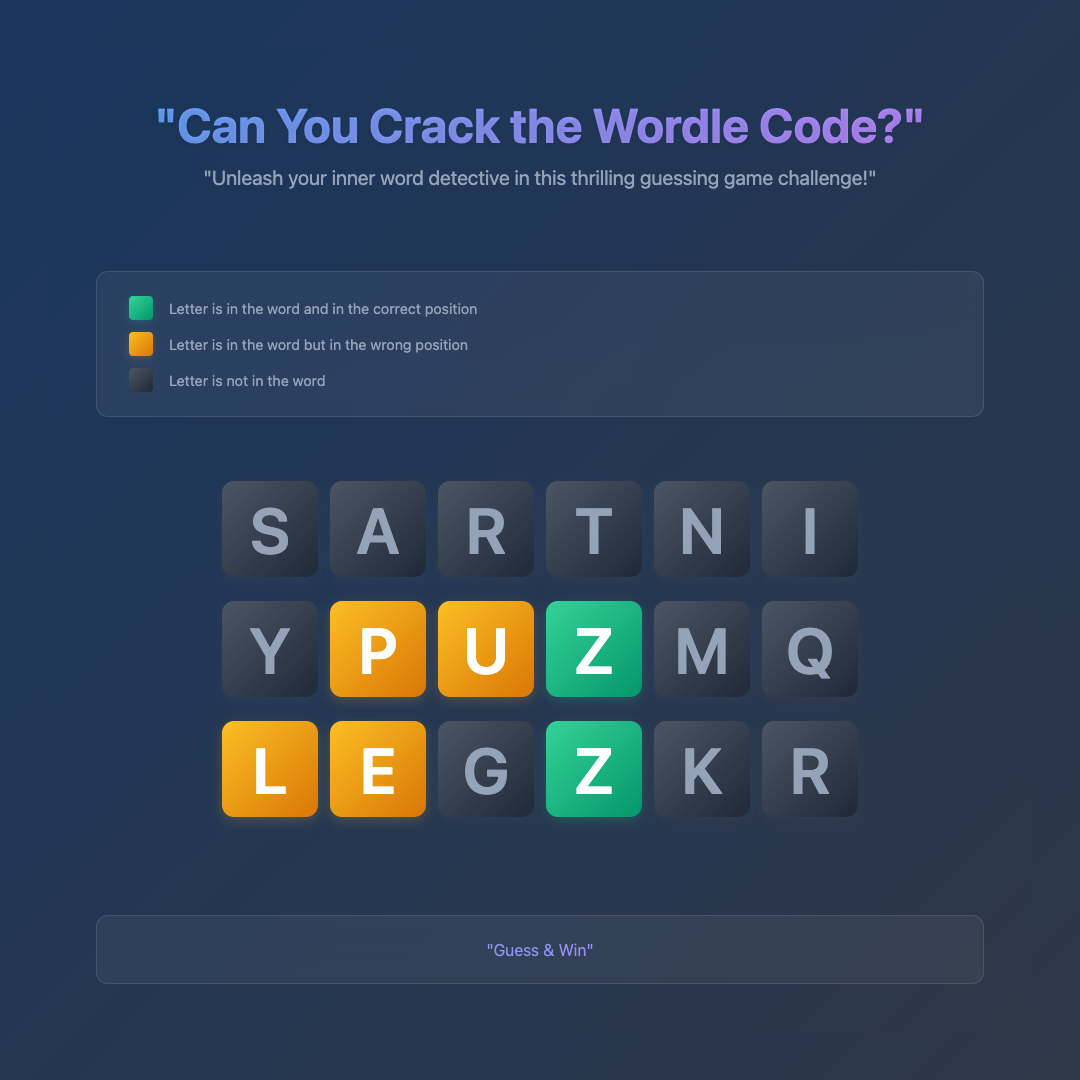 "Can You Crack the Wordle Code?"
"Unleash your inner word detective in this thrilling guessing game challenge!"
Letter is in the word and in the correct position
Letter is in the word but in the wrong position
Letter is not in the word
S A R T N I
Y P U Z M Q
L E G Z K R
"Guess & Win"